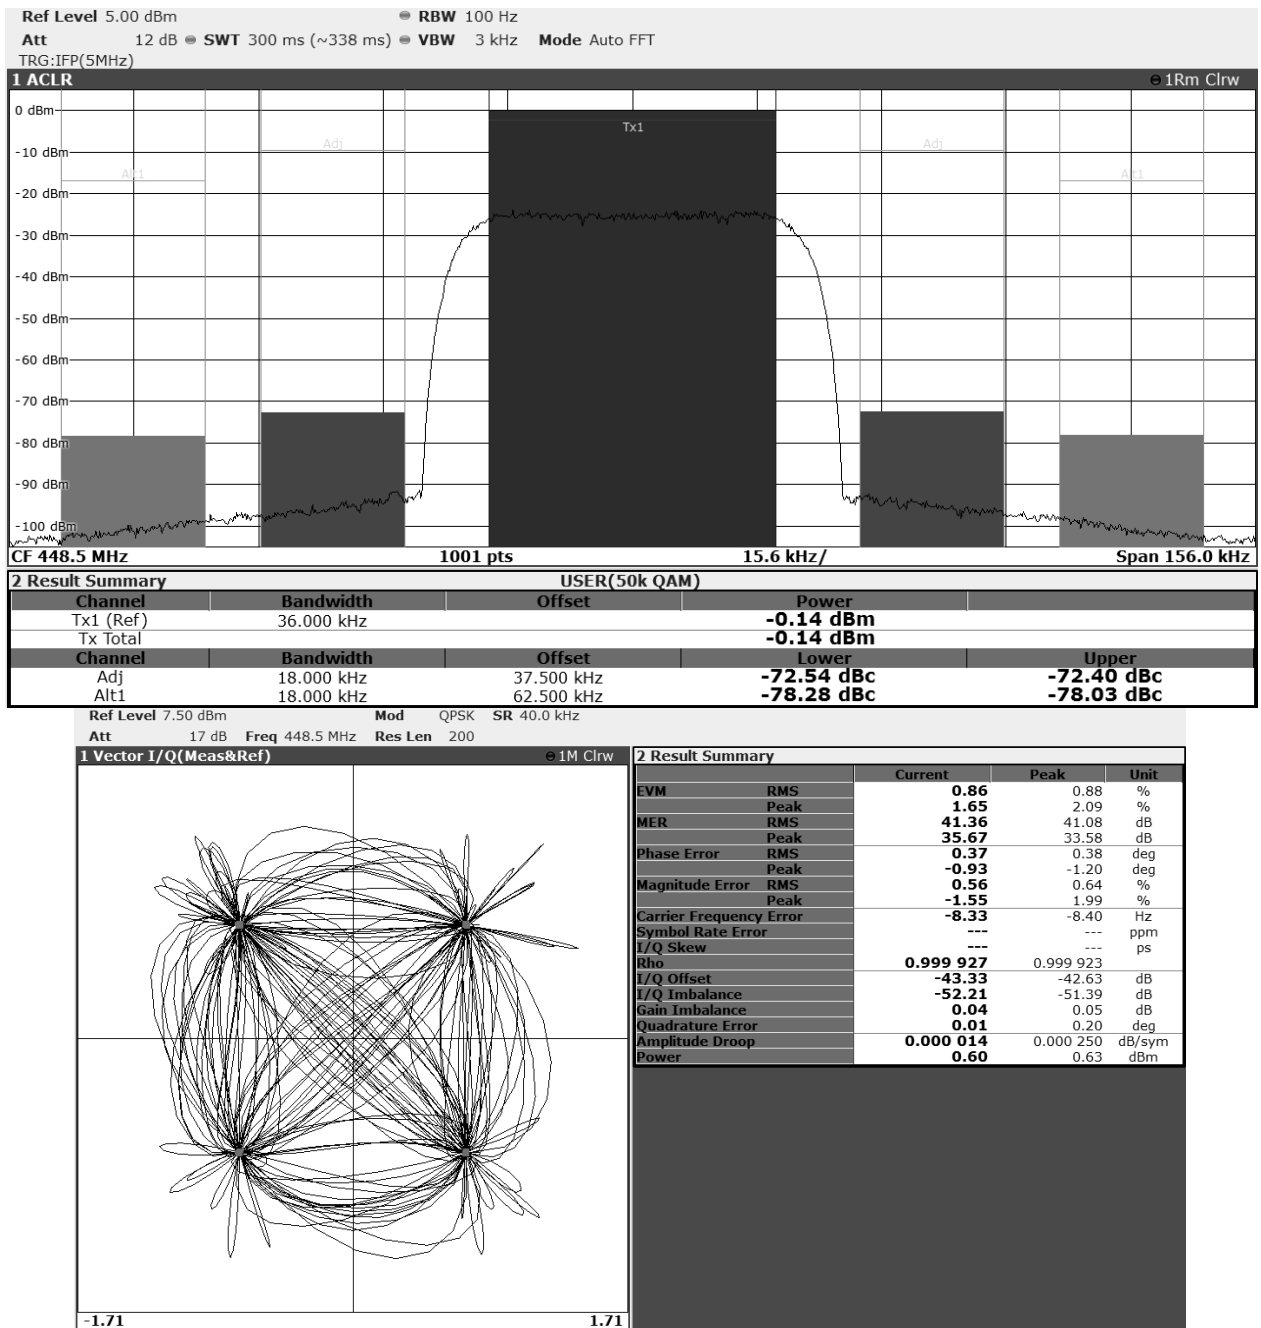 Ref Level 5.00 dBm RBW 100 Hz
Att 12 dB SWT 300 ms (~338 ms) VBW 3 kHz Mode Auto FFT
TRG:IFP(5MHz)
1 ACLR 1Rm Clrw
0 dBm
Tx1
Adj Adj
-10 dBm
Alt1 Alt1
-20 dBm
-30 dBm
-40 dBm
-50 dBm
-60 dBm
-70 dBm
-80 dBm
-90 dBm
-100 dBm
CF 448.5 MHz 1001 pts 15.6 kHz/ Span 156.0 kHz
2 Result Summary USER(50k QAM)
Channel Bandwidth Offset Power
Tx1 (Ref) 36.000 kHz -0.14 dBm
Tx Total -0.14 dBm
Channel Bandwidth Offset Lower Upper
Adj 18.000 kHz 37.500 kHz -72.54 dBc -72.40 dBc
Alt1 18.000 kHz 62.500 kHz -78.28 dBc -78.03 dBc
Ref Level 7.50 dBm Mod QPSK SR 40.0 kHz
Att 17 dB Freq 448.5 MHz Res Len 200
1 Vector I/Q(Meas&Ref) 1M Clrw
-1.71 1.71
2 Result Summary
Current Peak Unit
EVM RMS 0.86 0.88 %
Peak 1.65 2.09 %
MER RMS 41.36 41.08 dB
Peak 35.67 33.58 dB
Phase Error RMS 0.37 0.38 deg
Peak -0.93 -1.20 deg
Magnitude Error RMS 0.56 0.64 %
Peak -1.55 1.99 %
Carrier Frequency Error -8.33 -8.40 Hz
Symbol Rate Error --- --- ppm
I/Q Skew --- --- ps
Rho 0.999 927 0.999 923
I/Q Offset -43.33 -42.63 dB
I/Q Imbalance -52.21 -51.39 dB
Gain Imbalance 0.04 0.05 dB
Quadrature Error 0.01 0.20 deg
Amplitude Droop 0.000 014 0.000 250 dB/sym
Power 0.60 0.63 dBm